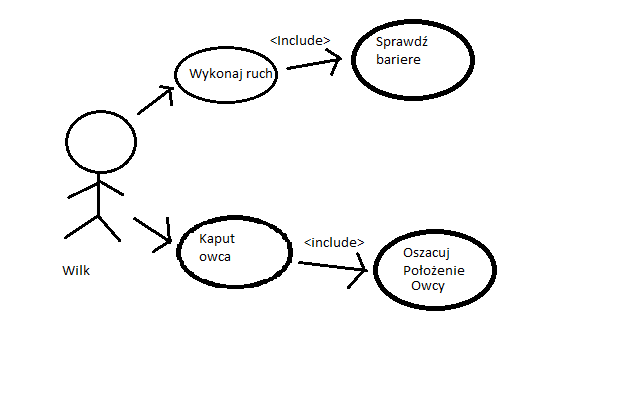 <Include>
Sprawdź
bariere
Wykonaj ruch
Kaput
owca
<include>
Oszacuj
Położenie
Owcy
Wilk